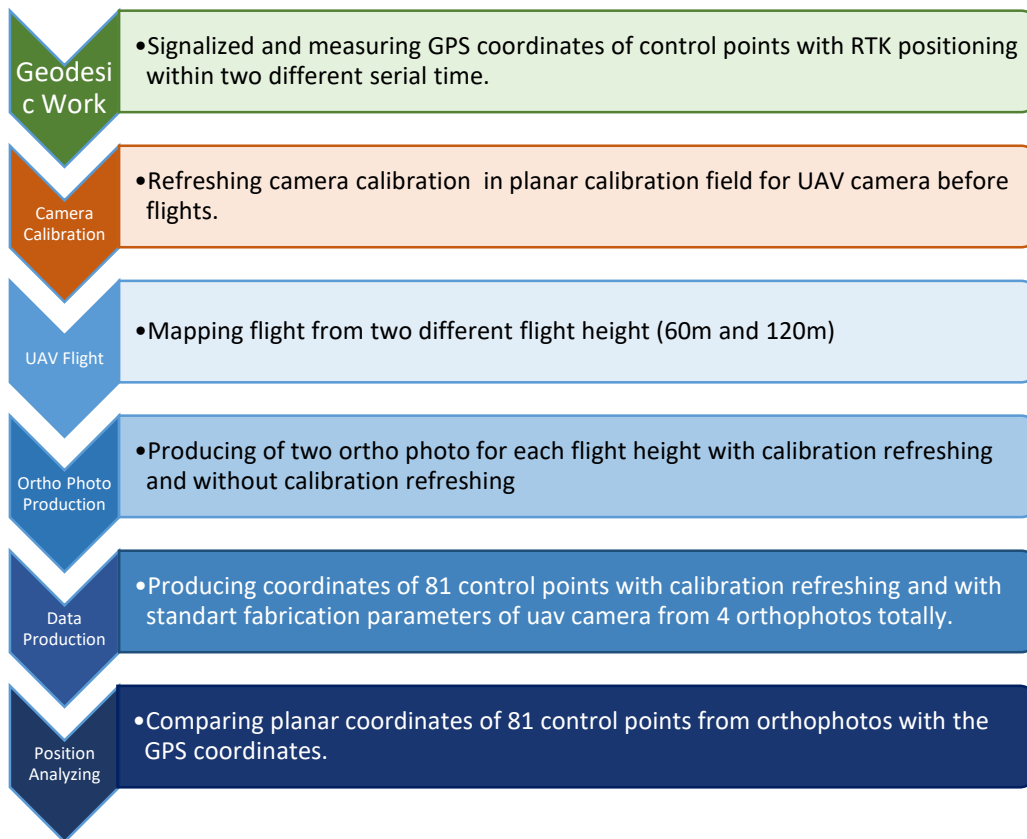 Geodesi
c Work
•Signalized and measuring GPS coordinates of control points with RTK positioning
within two different serial time.
Camera
Calibration
•Refreshing camera calibration in planar calibration field for UAV camera before
flights.
UAV Flight
•Mapping flight from two different flight height (60m and 120m)
Ortho Photo
Production
•Producing of two ortho photo for each flight height with calibration refreshing
and without calibration refreshing
Data
Production
•Producing coordinates of 81 control points with calibration refreshing and with
standart fabrication parameters of uav camera from 4 orthophotos totally.
Position
Analyzing
•Comparing planar coordinates of 81 control points from orthophotos with the
GPS coordinates.